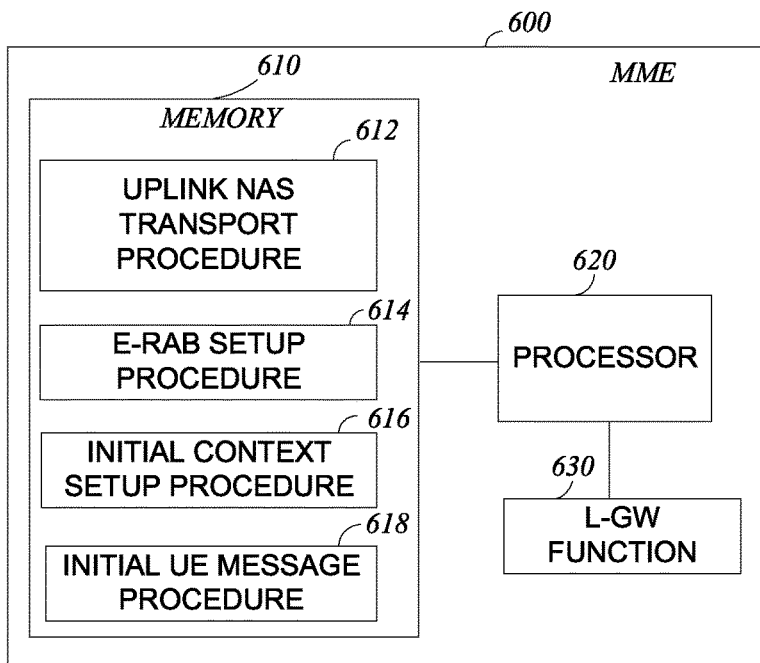 600
MME
610
MEMORY
612
UPLINK NAS
TRANSPORT
PROCEDURE
614
E-RAB SETUP
PROCEDURE
616
INITIAL CONTEXT
SETUP PROCEDURE
618
INITIAL UE MESSAGE
PROCEDURE
620
PROCESSOR
630
L-GW
FUNCTION